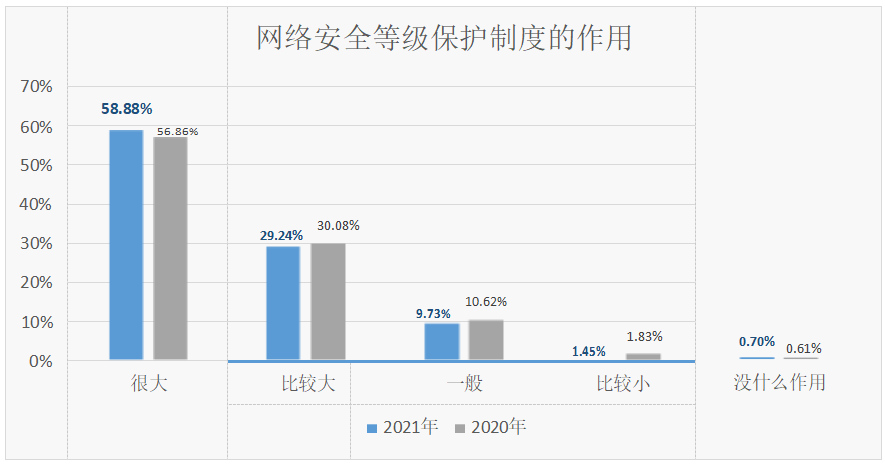 网络安全等级保护制度的作用
70%
60%
50%
40%
30%
20%
10%
0%
58.88%
56.86%
29.24%
30.08%
9.73%
10.62%
1.45%
1.83%
0.70%
0.61%
很大
比较大
一般
比较小
没什么作用
2021年
2020年